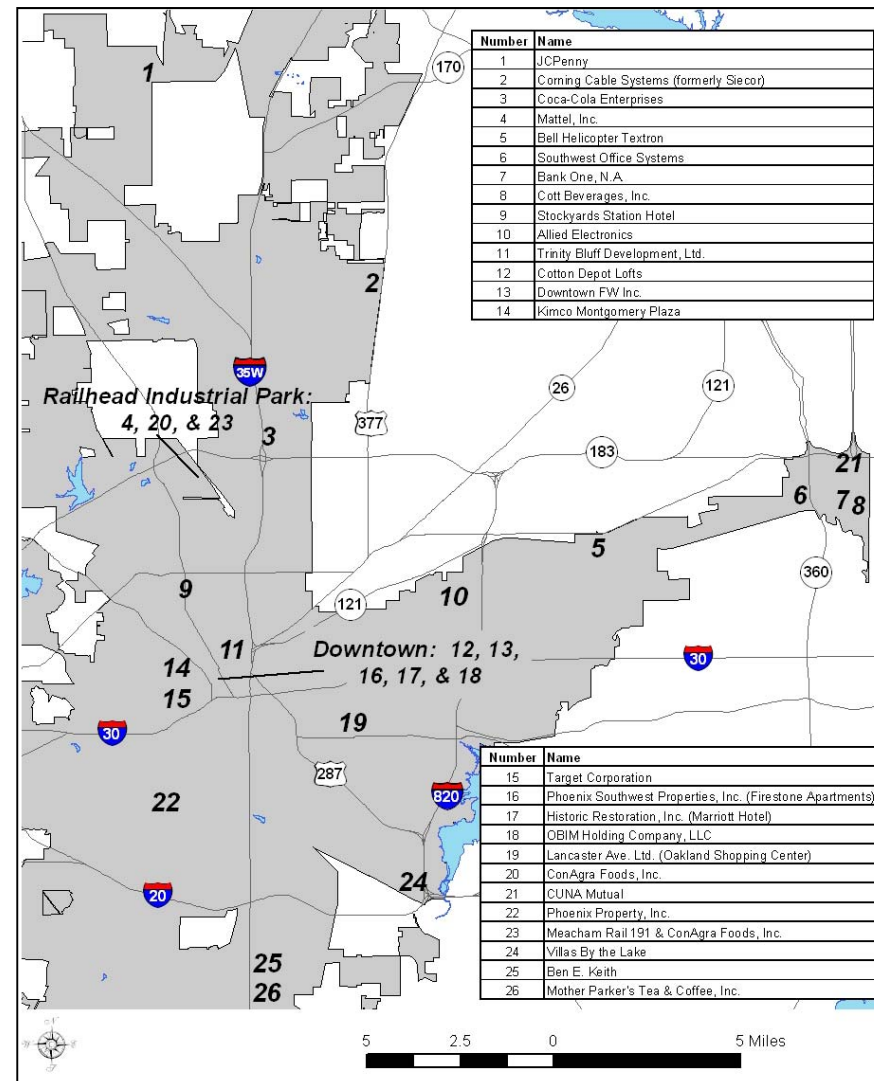 Number Name
1 JCPenny
2 Corning Cable Systems (formerly Siecor)
3 Coca-Cola Enterprises
4 Mattel, Inc.
5 Bell Helicopter Textron
6 Southwest Office Systems
7 Bank One, N.A.
8 Cott Beverages, Inc.
9 Stockyards Station Hotel
10 Allied Electronics
11 Trinity Bluff Development, Ltd.
12 Cotton Depot Lofts
13 Downtown FW Inc.
14 Kimco Montgomery Plaza
1
170
2
35W
Railhead Industrial Park:
4, 20, & 23
3
377
26
121
183
21
6
7
8
5
9
10
121
360
11
Downtown: 12, 13,
16, 17, & 18
14
15
30
30
19
287
820
22
20
24
25
26
Number Name
15 Target Corporation
16 Phoenix Southwest Properties, Inc. (Firestone Apartments)
17 Historic Restoration, Inc. (Marriott Hotel)
18 OBIM Holding Company, LLC
19 Lancaster Ave. Ltd. (Oakland Shopping Center)
20 ConAgra Foods, Inc.
21 CUNA Mutual
22 Phoenix Property, Inc.
23 Meacham Rail 191 & ConAgra Foods, Inc.
24 Villas By the Lake
25 Ben E. Keith
26 Mother Parker's Tea & Coffee, Inc.
5 2.5 0 5 Miles